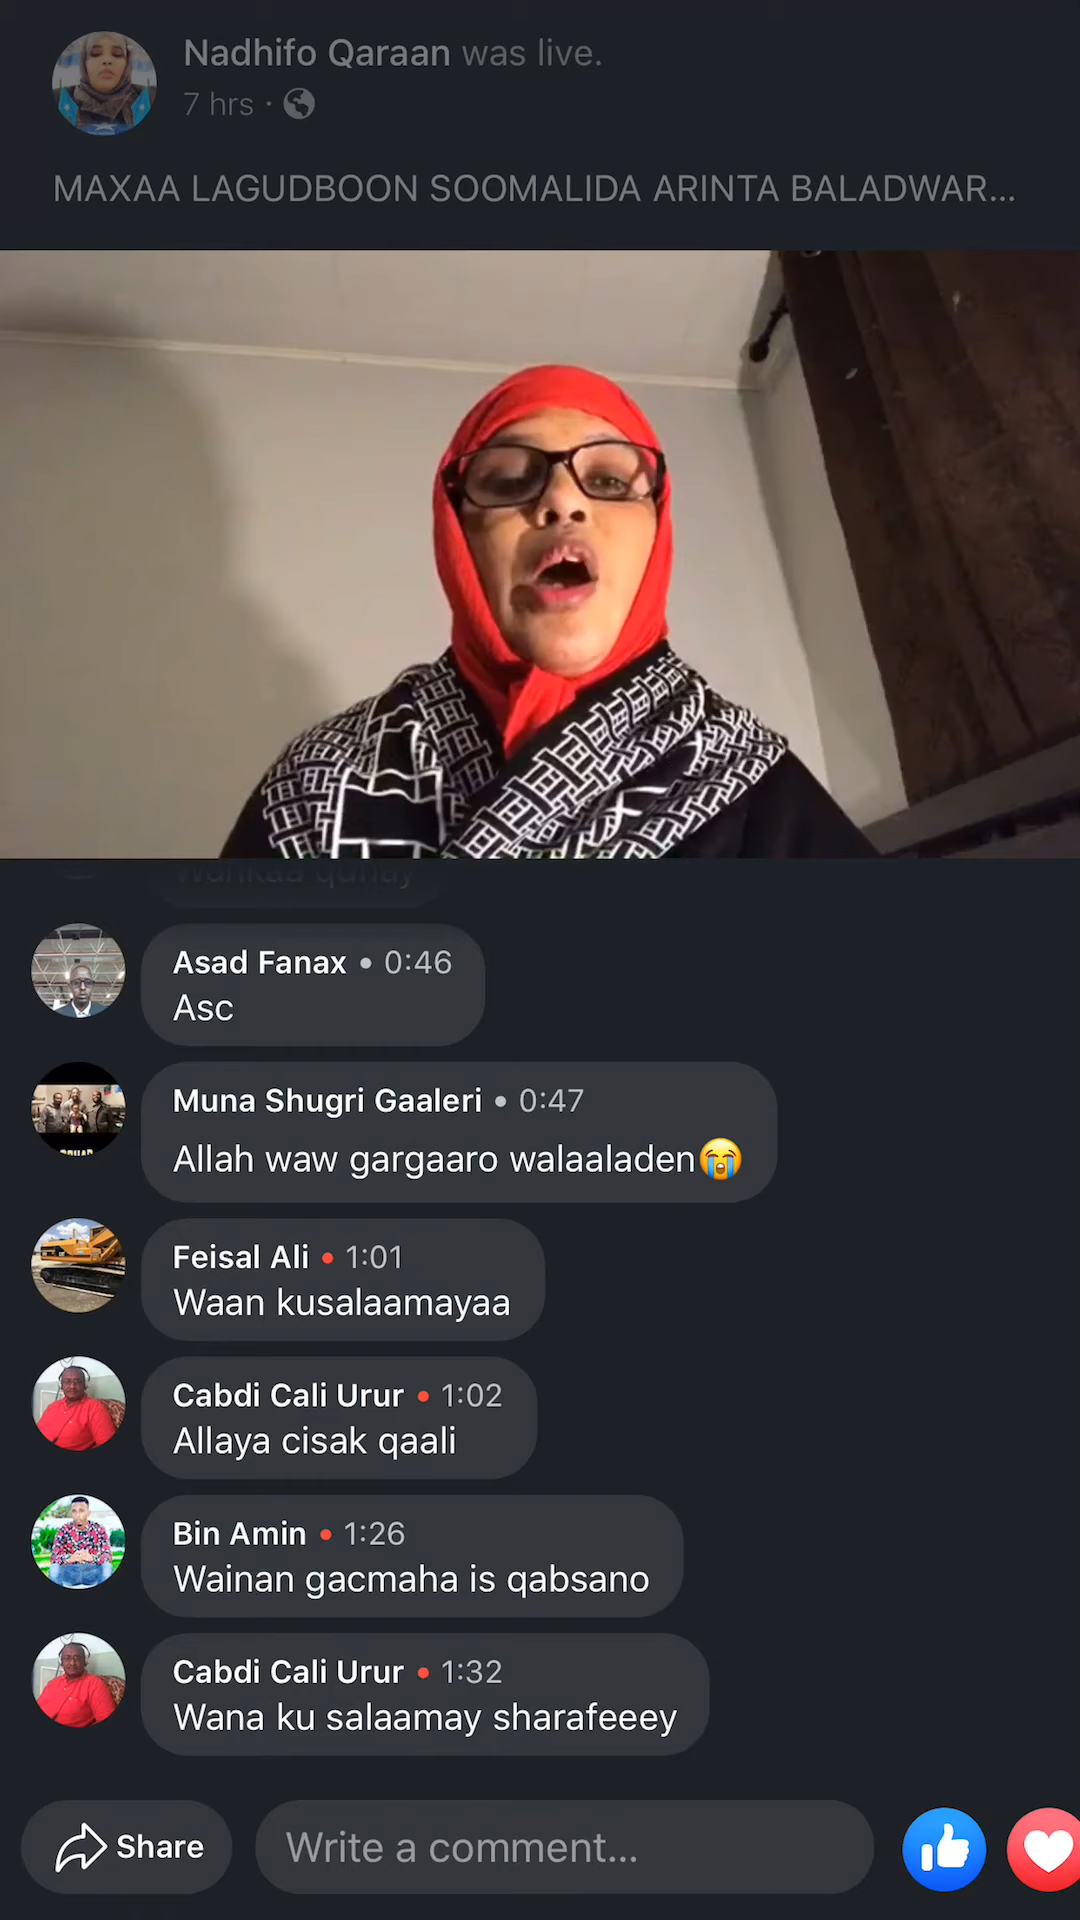 Nadhifo Qaraan was live.
7 hrs ·
MAXAA LAGUDBOON SOOMALIDA ARINTA BALADWAR...
Asad Fanax • 0:46
Asc
Muna Shugri Gaaleri • 0:47
Allah waw gargaaro walaaladen😭
Feisal Ali • 1:01
Waan kusalaamayaa
Cabdi Cali Urur • 1:02
Allaya cisak qaali
Bin Amin • 1:26
Wainan gacmaha is qabsano
Cabdi Cali Urur • 1:32
Wana ku salaamay sharafeeey
Share
Write a comment...